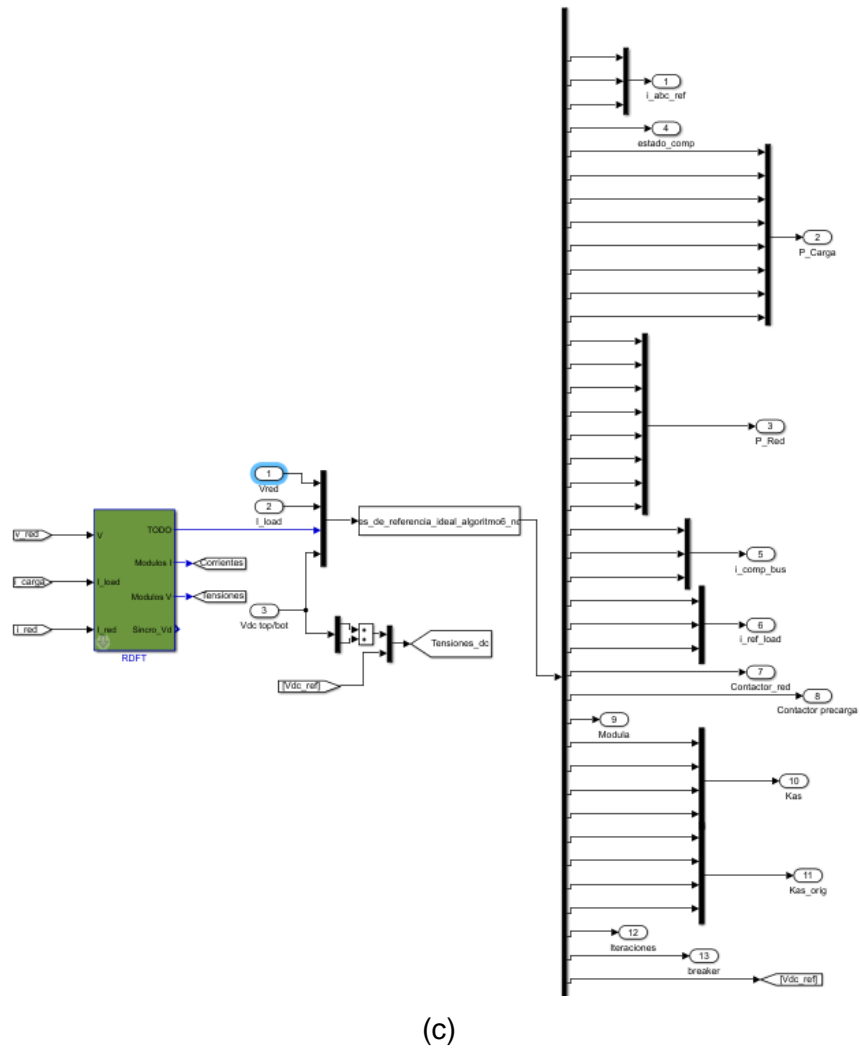 1
i_abc_ref
4
estado_comp
2
P_Carga
3
P_Red
1
Vred
2
I_load
es_de_referencia_ideal_algoritmo6_nc
v_red
V
TODO
Modulos I
Corrientes
i_carga
I_load
Modulos V
Tensiones
i_red
i_red
Sincro_Vd
RDFT
3
Vdc top/bot
+
+
Tensiones_dc
[Vdc_ref]
5
i_comp_bus
6
i_ref_load
7
Contactor_red
8
Contactor precarga
9
Modula
10
Kas
11
Kas_orig
12
Iteraciones
13
breaker
[Vdc_ref]
(c)